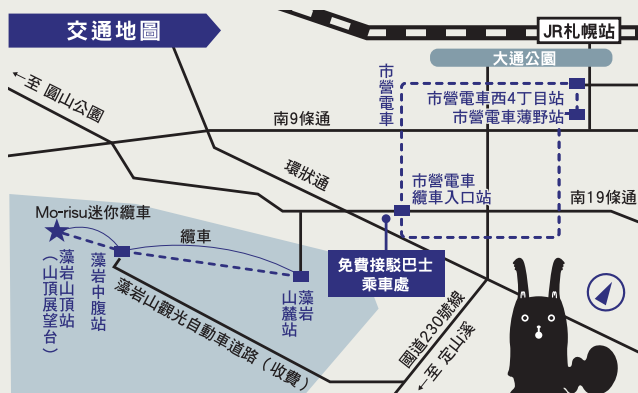 交通地圖
JR札幌站
大通公園
←至 圓山公園
市營電車
市營電車西4丁目站
市營電車薄野站
南9條通
環狀通
市營電車
纜車入口站
南19條通
Mo-risu迷你纜車
纜車
藻岩山頂站
（山頂展望台）
藻岩中腹站
藻岩
山麓站
免費接駁巴士
乘車處
藻岩山觀光自動車道路（收費）
國道230號線
←至 定山溪